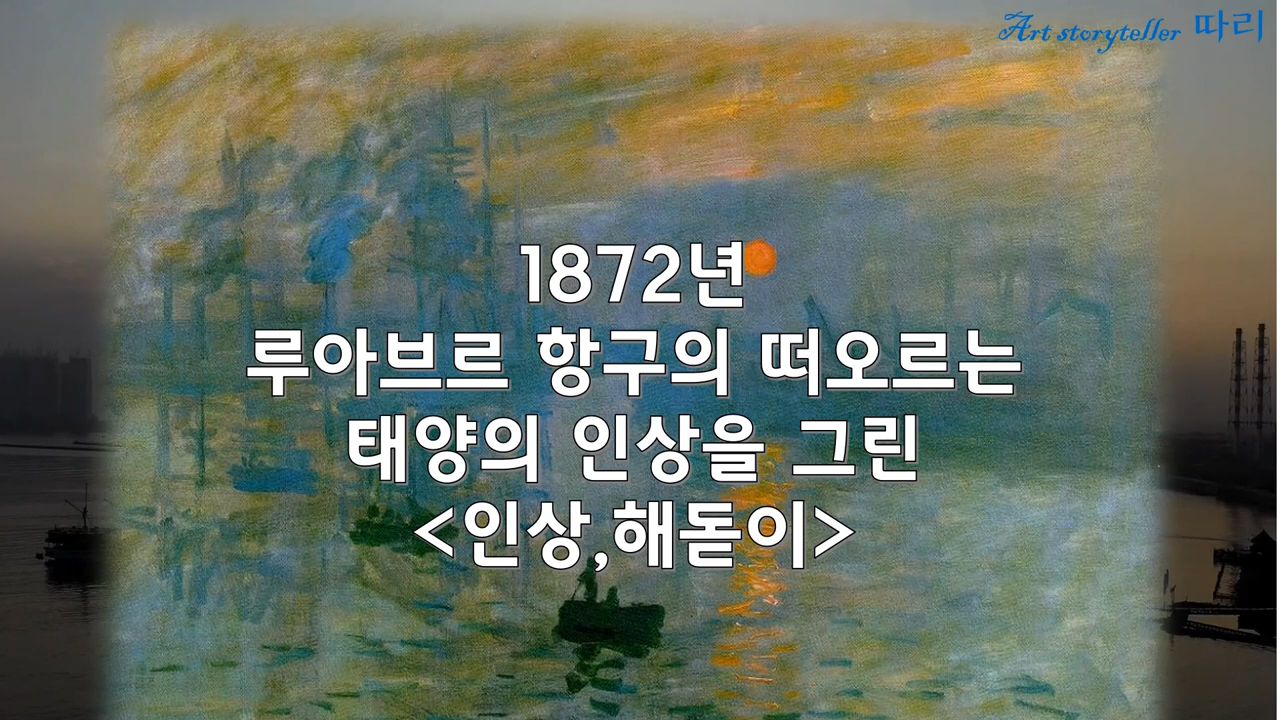 Art storyteller 따리
1872년
루아브르 항구의 떠오르는
태양의 인상을 그린
<인상,해돋이>